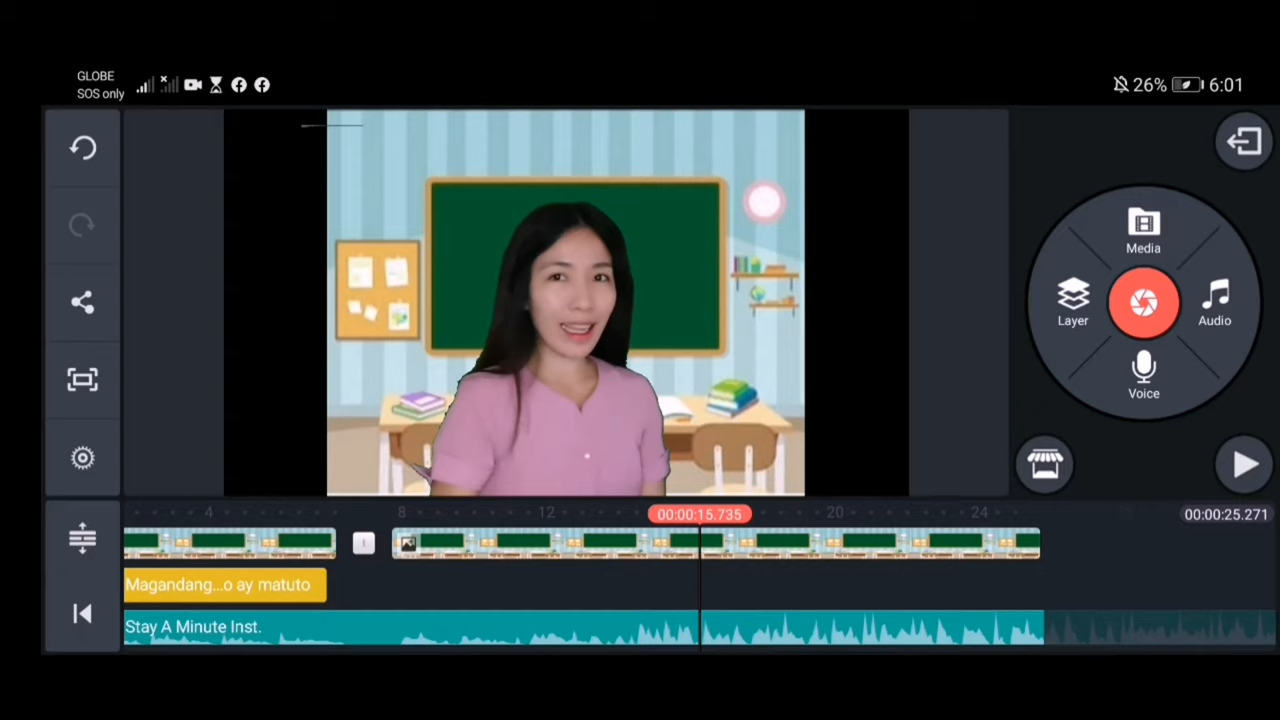 GLOBE
SOS only
26% 6:01
Media
Layer
Audio
Voice
4 8 12 00:00:15.735 20 24 00:00:25.271
Magandang...o ay matuto
Stay A Minute Inst.